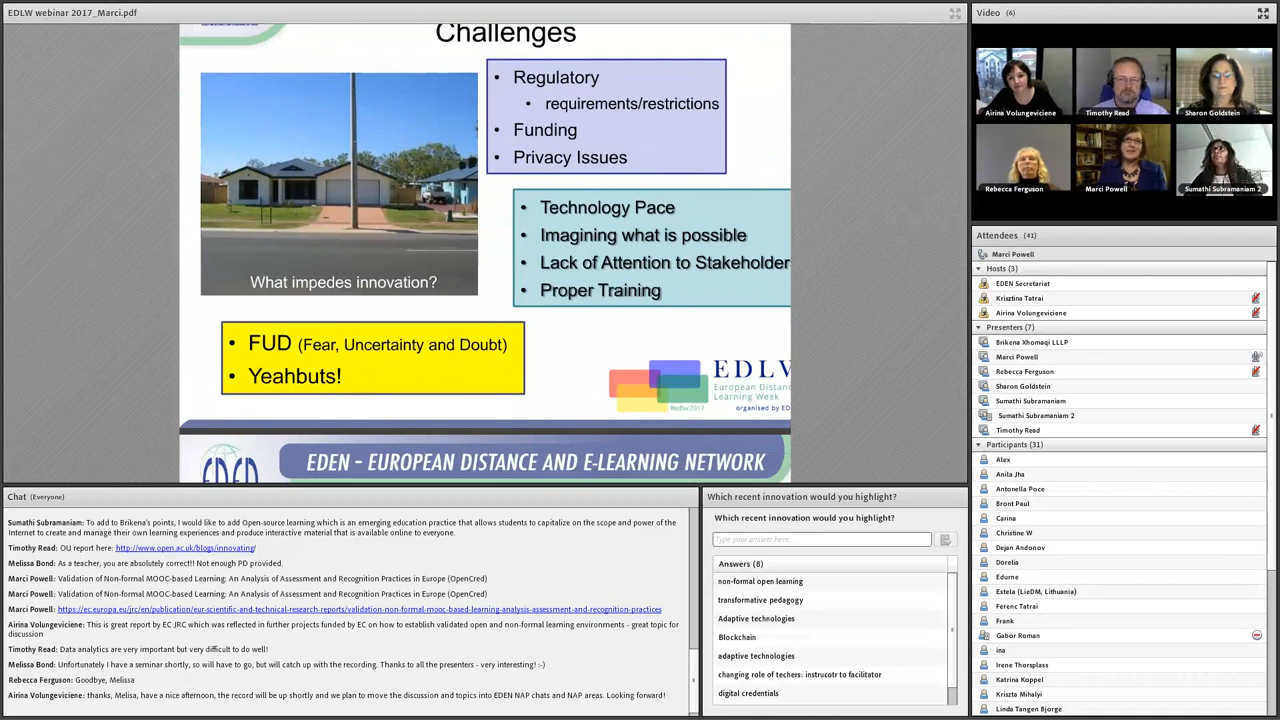 EDLW webinar 2017_Marci.pdf
Challenges
What impedes innovation?
• Regulatory
• requirements/restrictions
• Funding
• Privacy Issues
• Technology Pace
• Imagining what is possible
• Lack of Attention to Stakeholder
• Proper Training
• FUD (Fear, Uncertainty and Doubt)
• Yeahbuts!
EDLW
European Distanc
Learning Week
#edlw2017
organised by ED
EDEN
EDEN - EUROPEAN DISTANCE AND E-LEARNING NETWORK
Chat (Everyone)
Sumathi Subramaniam: To add to Brikena's points, I would like to add Open-source learning which is an emerging education practice that allows students to capitalize on the scope and power of the
Internet to create and manage their own learning experiences and produce interactive material that is available online to everyone.
Timothy Read: OU report here: http://www.open.ac.uk/blogs/innovating/
Melissa Bond: As a teacher, you are absolutely correct!! Not enough PD provided.
Marci Powell: Validation of Non-formal MOOC-based Learning: An Analysis of Assessment and Recognition Practices in Europe (OpenCred)
Marci Powell: Validation of Non-formal MOOC-based Learning: An Analysis of Assessment and Recognition Practices in Europe (OpenCred)
Marci Powell: https://ec.europa.eu/jrc/en/publication/eur-scientific-and-technical-research-reports/validation-non-formal-mooc-based-learning-analysis-assessment-and-recognition-practices
Airina Volungeviciene: This is great report by EC JRC which was reflected in further projects funded by EC on how to establish validated open and non-formal learning environments - great topic for
discussion
Timothy Read: Data analytics are very important but very difficult to do well!
Melissa Bond: Unfortunately I have a seminar shortly, so will have to go, but will catch up with the recording. Thanks to all the presenters - very interesting! :-)
Rebecca Ferguson: Goodbye, Melissa
Airina Volungeviciene: thanks, Melisa, have a nice afternoon, the record will be up shortly and we plan to move the discussion and topics into EDEN NAP chats and NAP areas. Looking forward!
Which recent innovation would you highlight?
Which recent innovation would you highlight?
Type your answer here...
Answers (8)
non-formal open learning
transformative pedagogy
Adaptive technologies
Blockchain
adaptive technologies
changing role of techers: instrucotr to facilitator
digital credentials
Video (6)
Airina Volungeviciene
Timothy Read
Sharon Goldstein
Rebecca Ferguson
Marci Powell
Sumathi Subramaniam 2
Attendees (41)
Marci Powell
Hosts (3)
EDEN Secretariat
Krisztina Tatrai
Airina Volungeviciene
Presenters (7)
Brikena Xhomaqi LLLP
Marci Powell
Rebecca Ferguson
Sharon Goldstein
Sumathi Subramaniam
Sumathi Subramaniam 2
Timothy Read
Participants (31)
Alex
Anila Jha
Antonella Poce
Bront Paul
Carina
Christine W
Dejan Andonov
Dorelia
Edurne
Estela (LieDM, Lithuania)
Ferenc Tatrai
Frank
Gabor Roman
ina
Irene Thorsplass
Katrina Koppel
Kriszta Mihalyi
Linda Tangen Bjorge